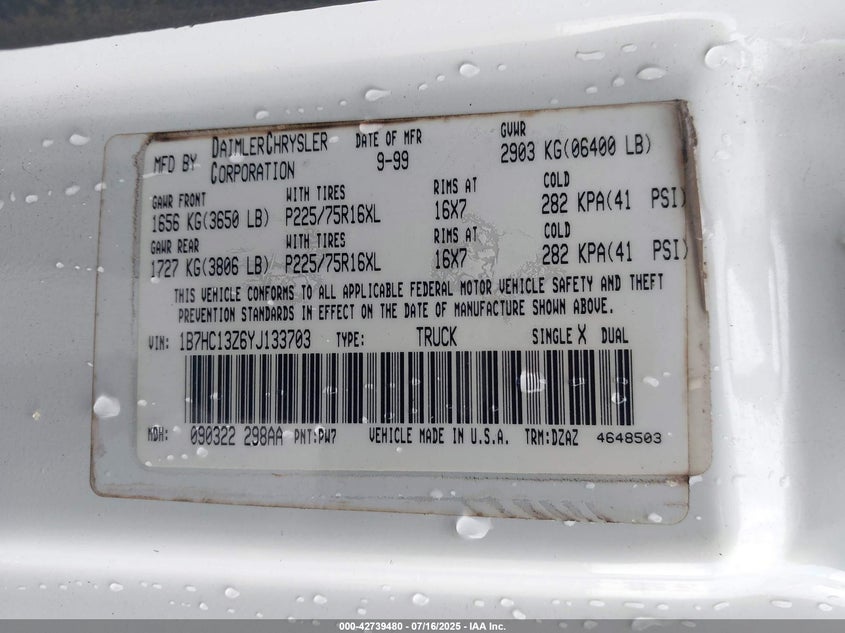 MFD BY DAIMLERCHRYSLER CORPORATION DATE OF MFR 9-99 GVWR 2903 KG(06400 LB)
GAWR FRONT WITH TIRES RIMS AT COLD
1656 KG(3650 LB) P225/75R16XL 16X7 282 KPA(41 PSI)
GAWR REAR WITH TIRES RIMS AT COLD
1727 KG(3806 LB) P225/75R16XL 16X7 282 KPA(41 PSI)
THIS VEHICLE CONFORMS TO ALL APPLICABLE FEDERAL MOTOR VEHICLE SAFETY AND THEFT
PREVENTION STANDARDS IN EFFECT ON THE DATE OF MANUFACTURE SHOWN ABOVE.
VIN: 1B7HC13Z6YJ133703 TYPE: TRUCK SINGLE X DUAL
MDH: 090322 298AA PNT:PW7 VEHICLE MADE IN U.S.A. TRM:DZAZ 4648503
000-42739480 - 07/16/2025 - IAA Inc.